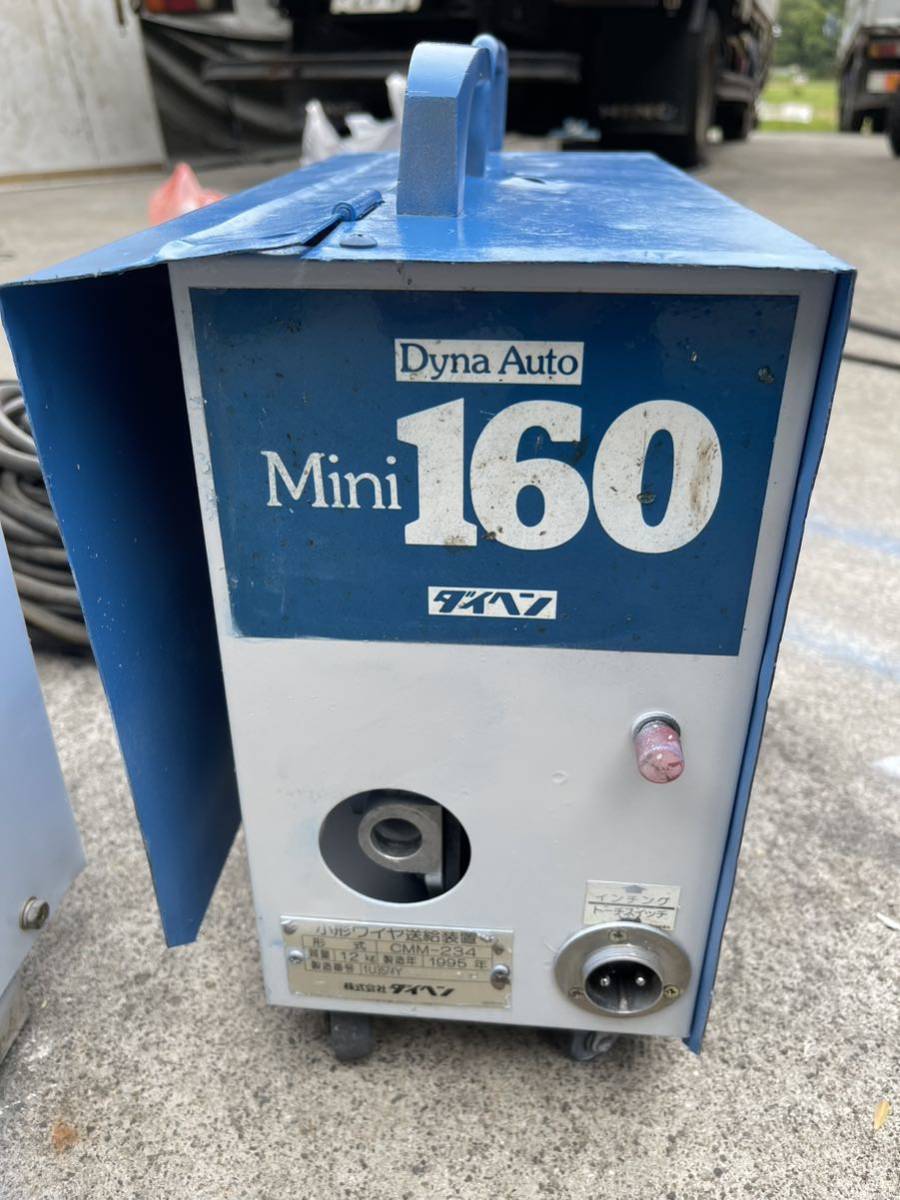 Dyna Auto
Mini 160
ダイヘン
インチング
トーチスイッチ
小形ワイヤ送給装置
形式 CMM-234
質量 12 kg 製造年 1995 年
製造番号
株式会社 ダイヘン